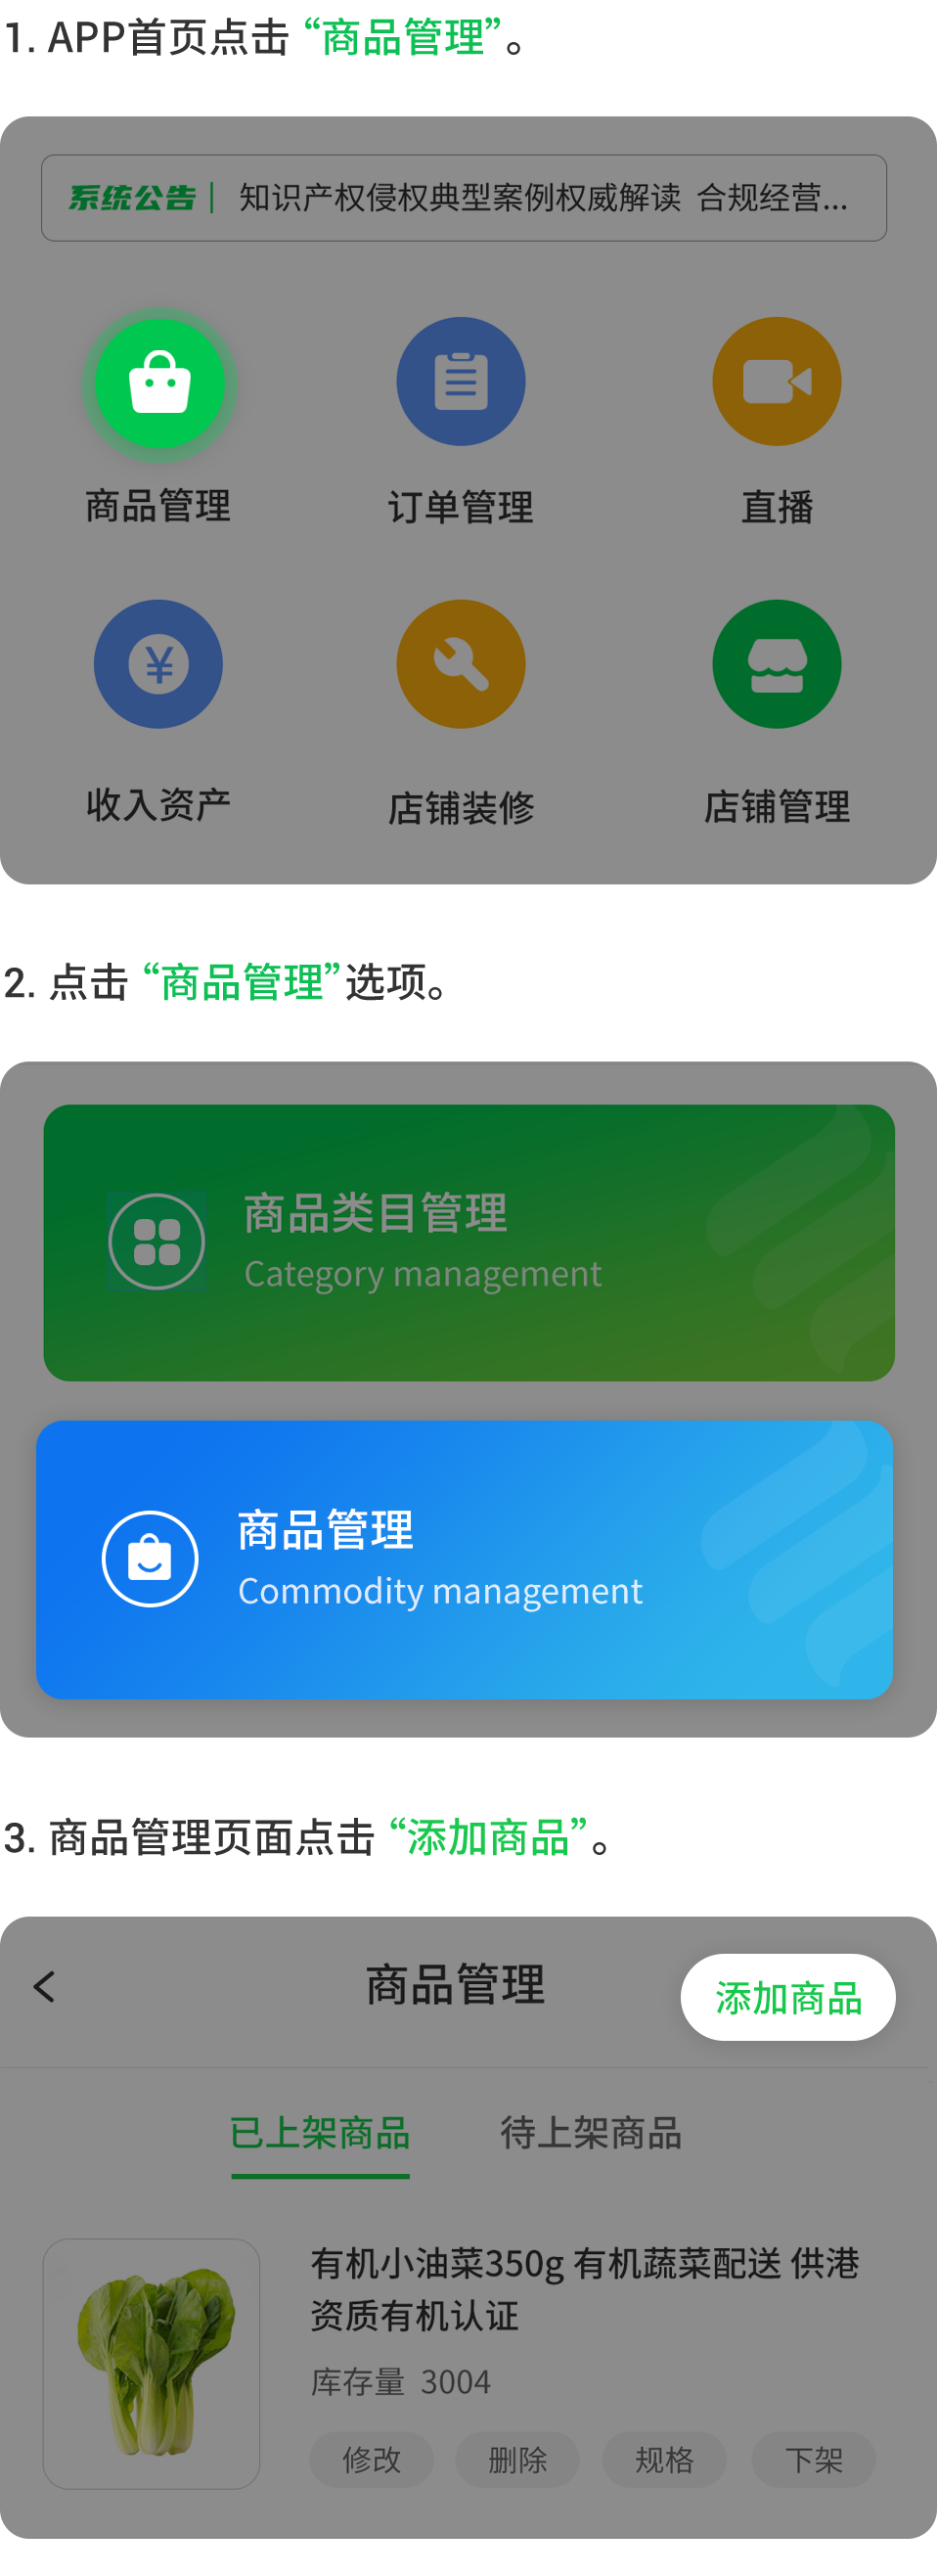 1. APP首页点击 “商品管理”。
系统公告 | 知识产权侵权典型案例权威解读 合规经营...
商品管理 订单管理 直播
收入资产 店铺装修 店铺管理
2. 点击 “商品管理”选项。
商品类目管理
Category management
商品管理
Commodity management
3. 商品管理页面点击 “添加商品”。
商品管理 添加商品
已上架商品 待上架商品
有机小油菜350g 有机蔬菜配送 供港
资质有机认证
库存量 3004
修改 删除 规格 下架